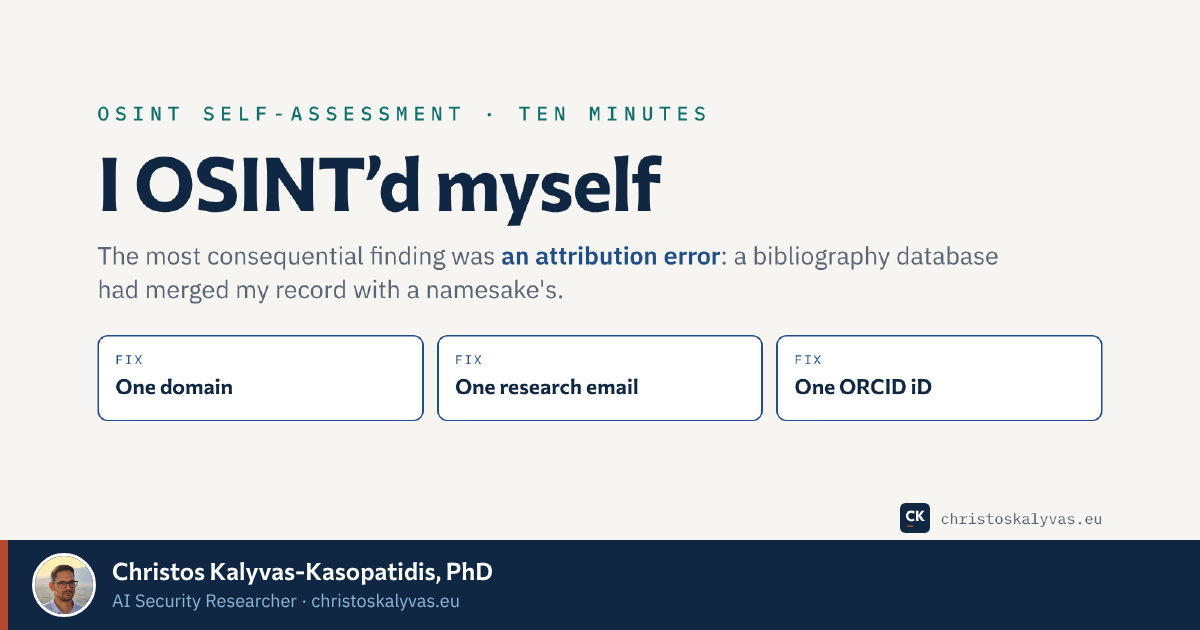 OSINT SELF-ASSESSMENT · TEN MINUTES
I OSINT’d myself
The most consequential finding was an attribution error: a bibliography database
had merged my record with a namesake's.
FIX
One domain
FIX
One research email
FIX
One ORCID iD
CK christoskalyvas.eu
Christos Kalyvas-Kasopatidis, PhD
AI Security Researcher · christoskalyvas.eu